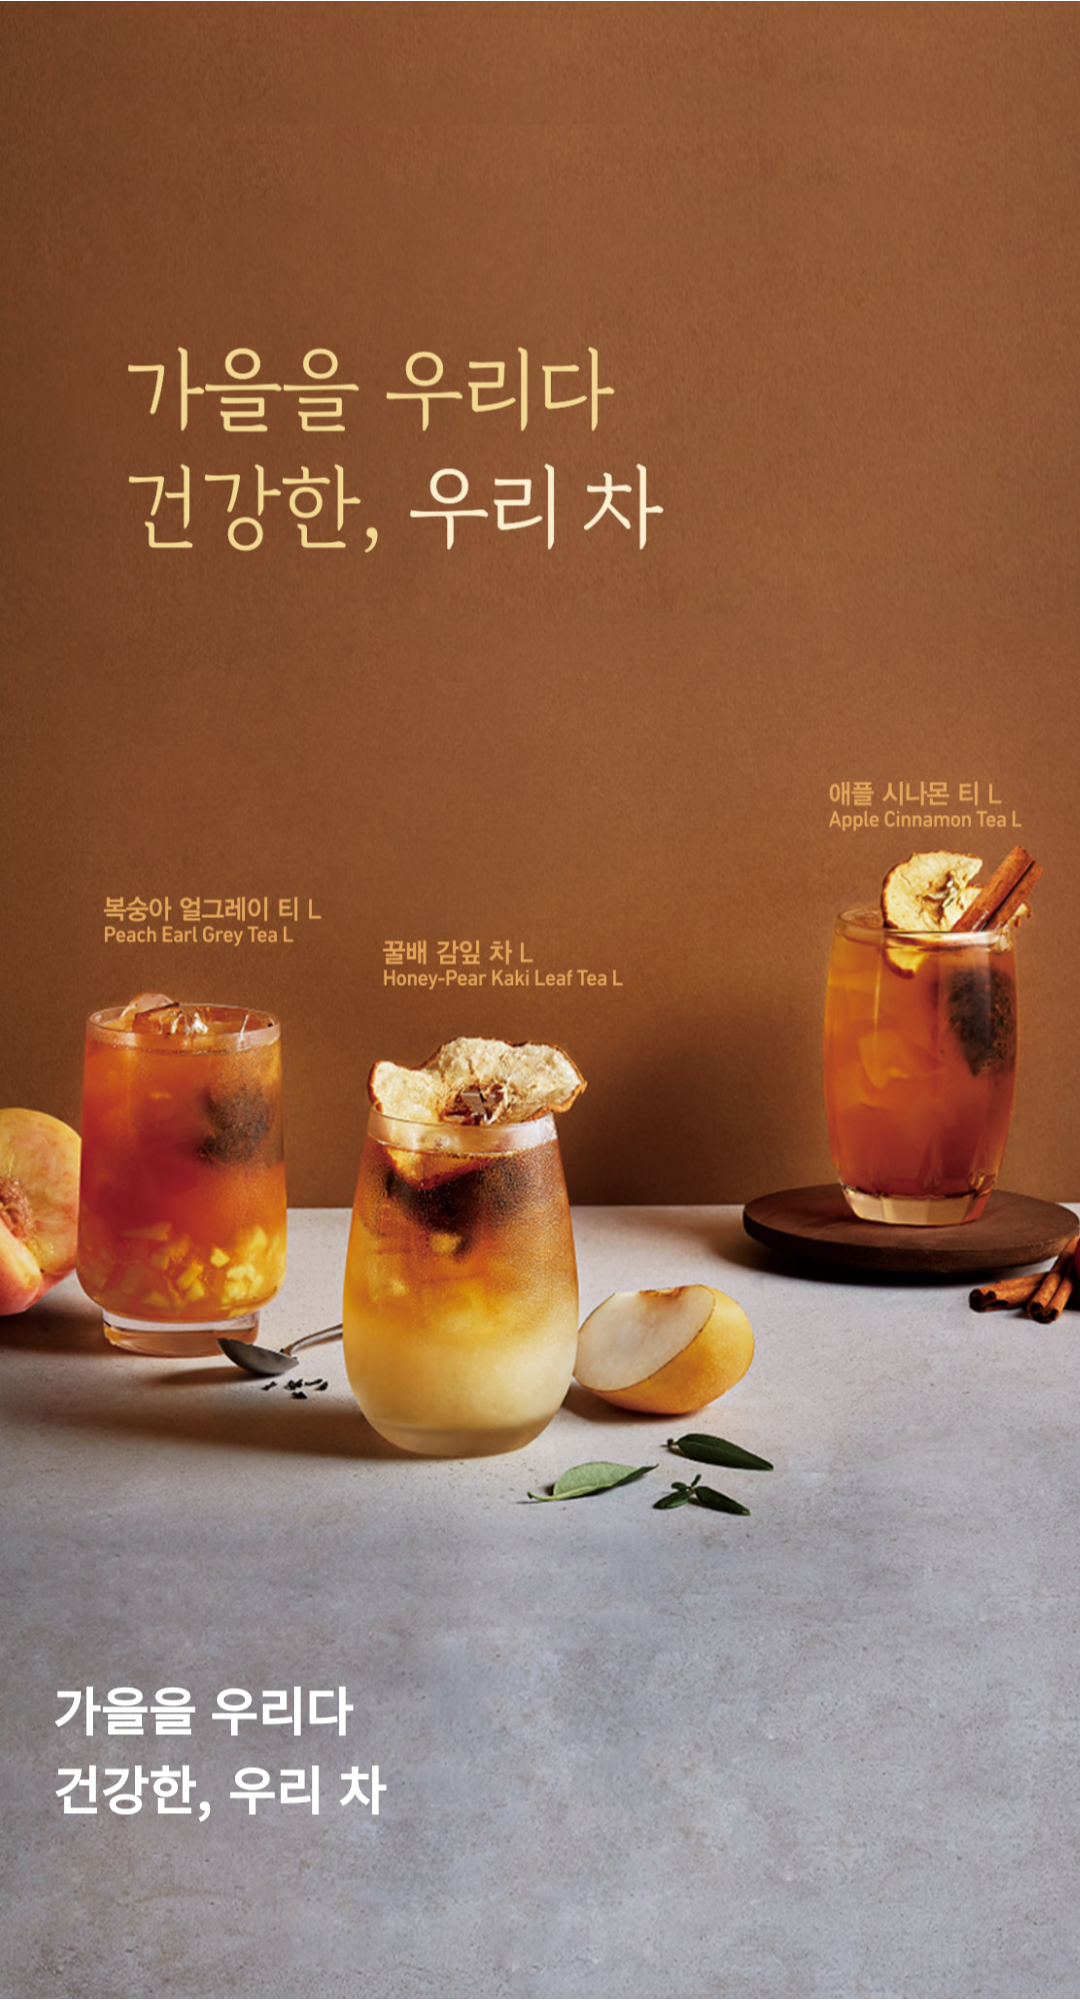 가을을 우리다
건강한, 우리 차
애플 시나몬 티 L
Apple Cinnamon Tea L
복숭아 얼그레이 티 L
Peach Earl Grey Tea L
꿀배 감잎 차 L
Honey-Pear Kaki Leaf Tea L
가을을 우리다
건강한, 우리 차